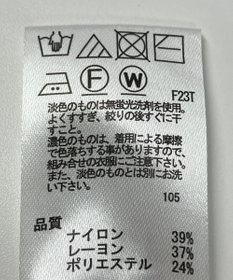 F W
F23T
淡色のものは無蛍光洗剤を使用。
よくすすぎ、絞りの後すぐに干
すこと。
濃色のものは、着用による摩擦
で色落ちする事がありますので、
組み合せの衣服にご注意下さい。
また、淡色のものとは別にお洗
い下さい。
105
品質
ナイロン 39%
レーヨン 37%
ポリエステル 24%